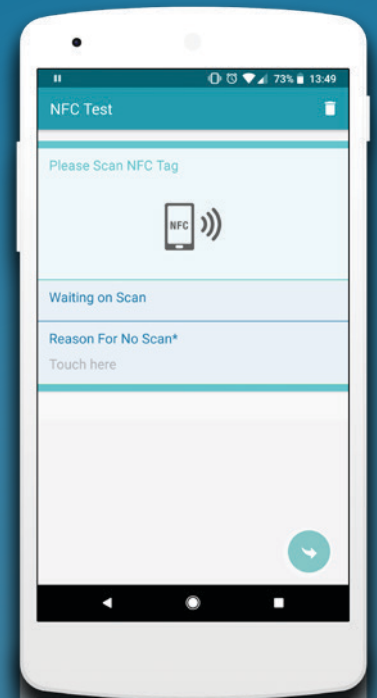 73% 13:49
NFC Test
Please Scan NFC Tag
NFC
Waiting on Scan
Reason For No Scan*
Touch here